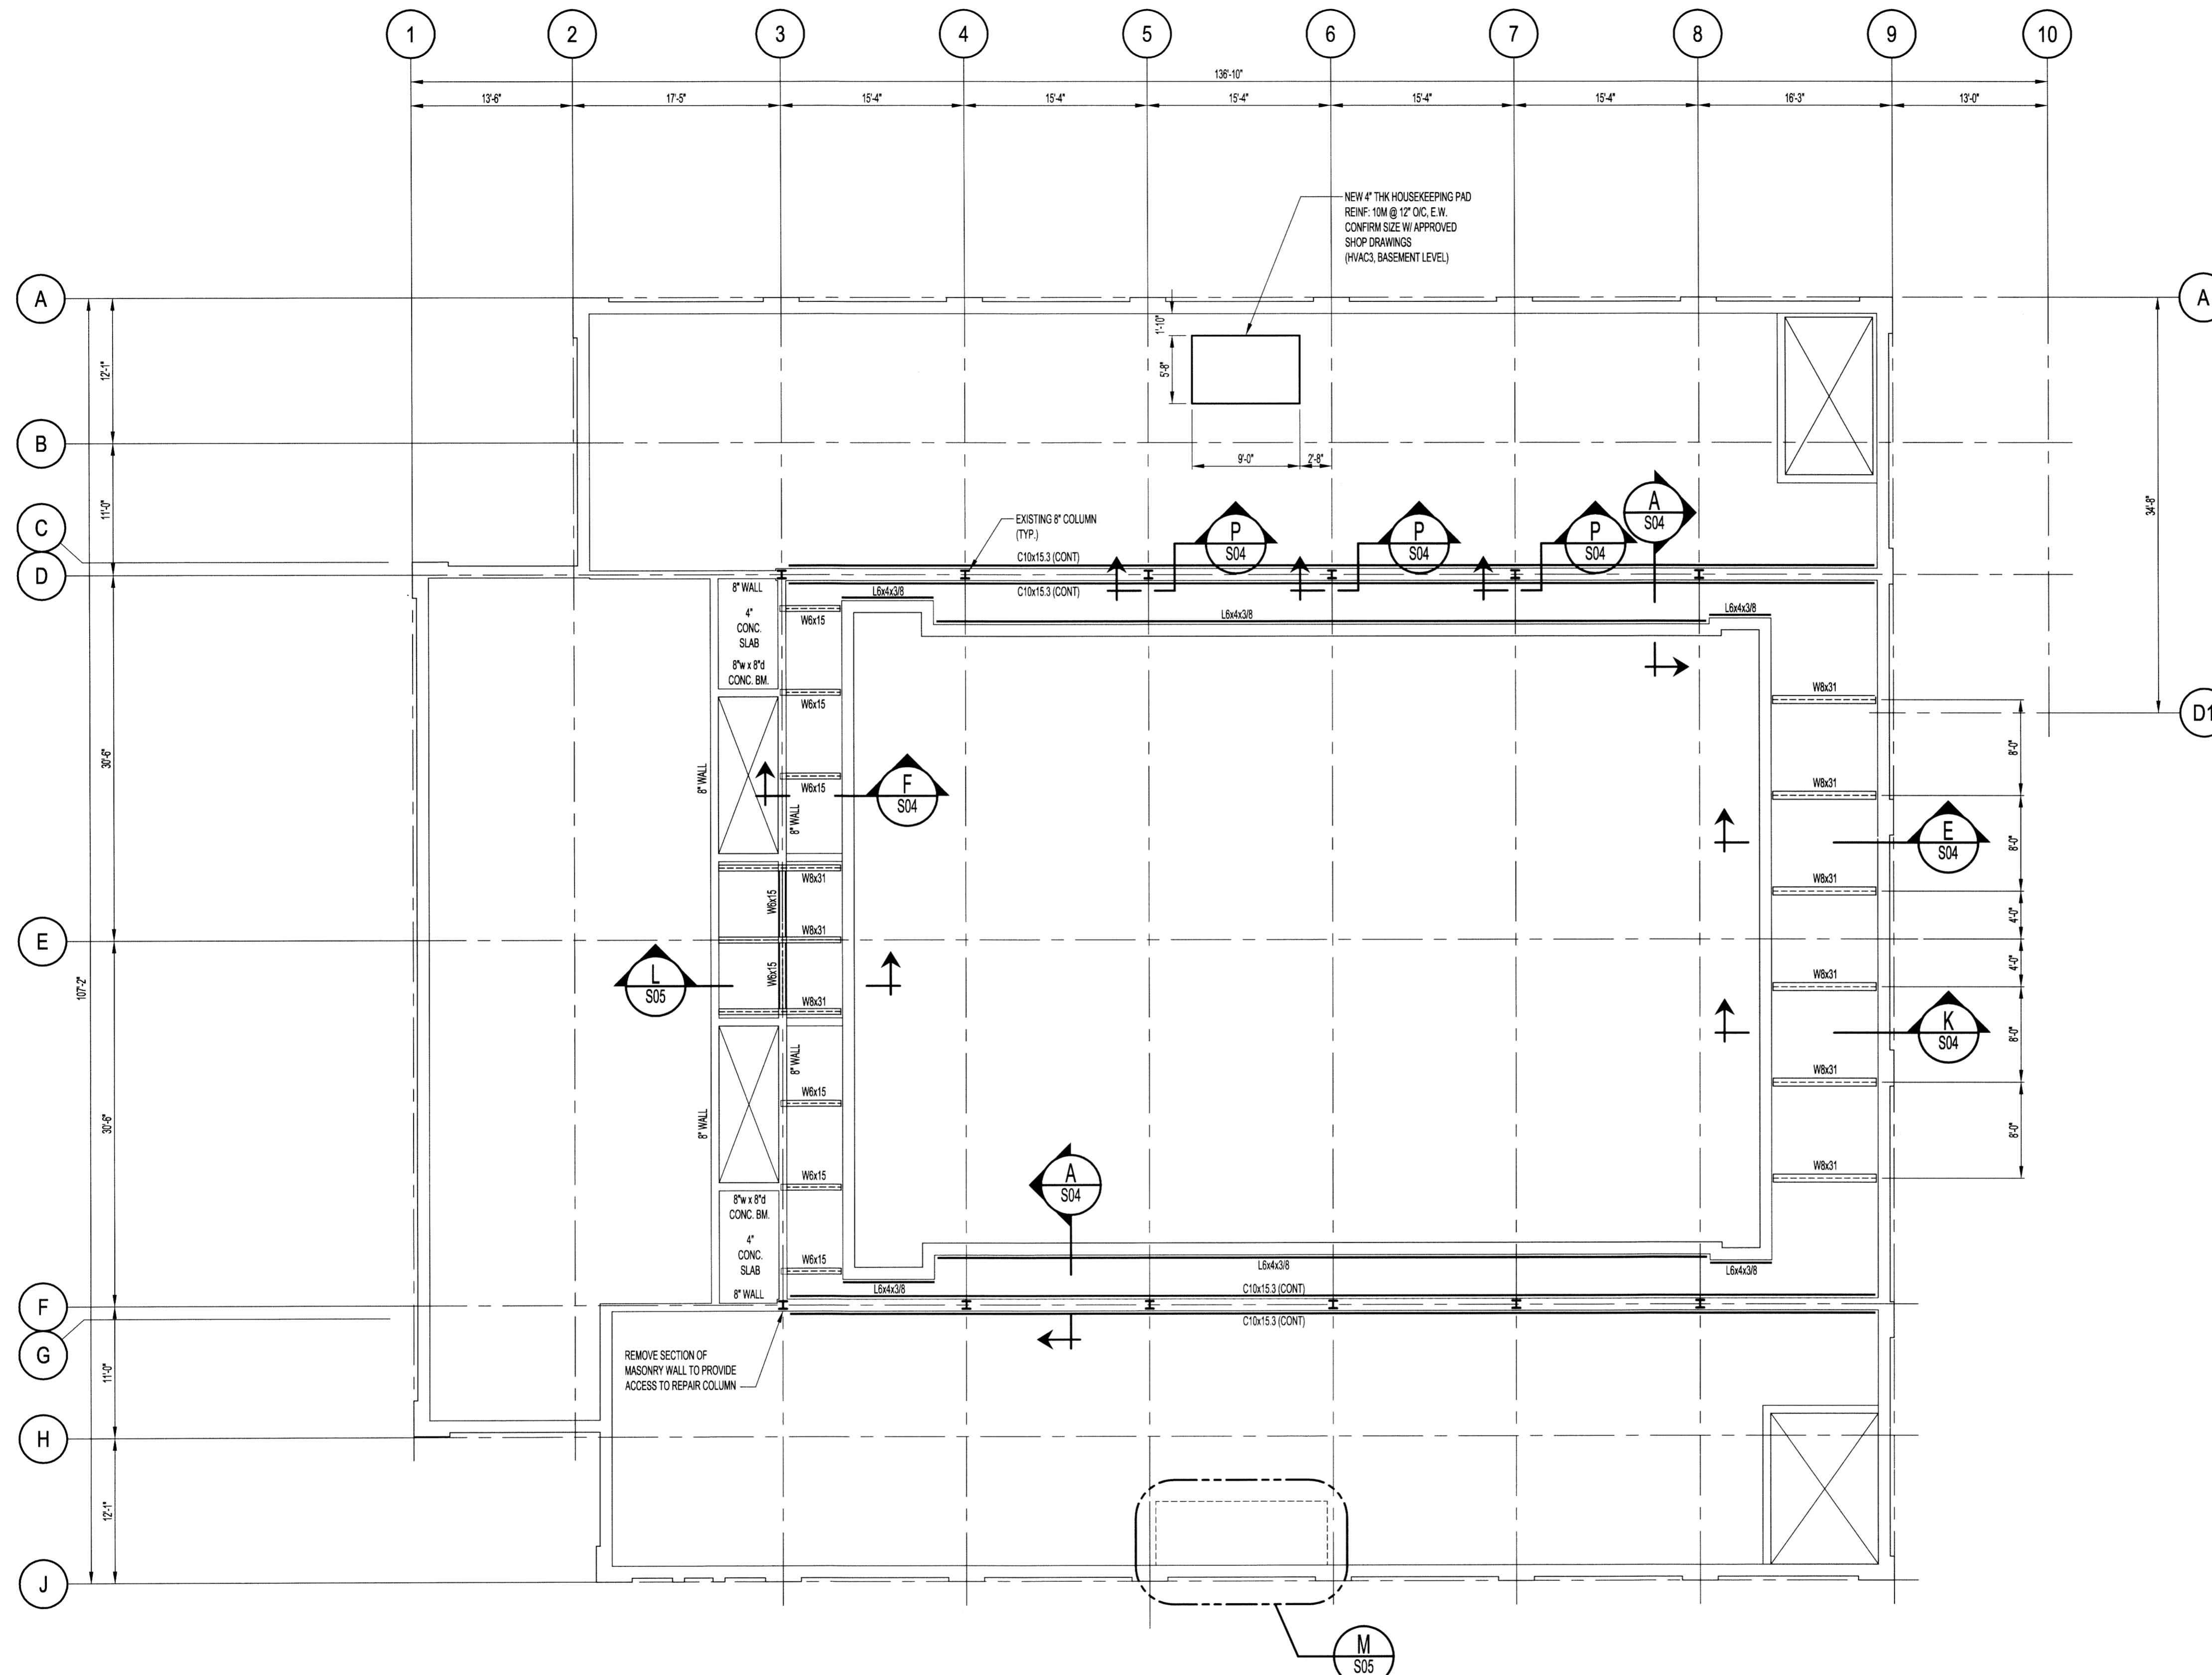 1 2 3 4 5 6 7 8 9 10
136'-10"
13'-6" 17'-5" 15'-4" 15'-4" 15'-4" 15'-4" 15'-4" 16'-3" 13'-0"
NEW 4" THK HOUSEKEEPING PAD
REINF: 10M @ 12" O/C, E.W.
CONFIRM SIZE W/ APPROVED
SHOP DRAWINGS
(HVAC3, BASEMENT LEVEL)
A
A
1'-10"
5'-8"
12'-1"
B
9'-0" 2'-8"
11'-0"
34'-8"
C
EXISTING 8" COLUMN
(TYP.)
P
S04
P
S04
P
S04
A
S04
C10x15.3 (CONT)
D
C10x15.3 (CONT)
8" WALL
4"
CONC.
SLAB
8"w x 8"d
CONC. BM.
L6x4x3/8
L6x4x3/8
L6x4x3/8
W6x15
W6x15
W6x15
W8x31
D1
8'-0"
30'-6"
8" WALL
8" WALL
F
S04
W8x31
E
S04
8'-0"
W8x31
W6x15
W8x31
4'-0"
E
W8x31
4'-0"
107'-2"
L
S05
W6x15
W8x31
W8x31
K
S04
8'-0"
8" WALL
8" WALL
W6x15
W8x31
30'-6"
8'-0"
W6x15
A
S04
W8x31
8"w x 8"d
CONC. BM.
4"
CONC.
SLAB
8" WALL
W6x15
L6x4x3/8
L6x4x3/8
L6x4x3/8
C10x15.3 (CONT)
F
C10x15.3 (CONT)
G
REMOVE SECTION OF
MASONRY WALL TO PROVIDE
ACCESS TO REPAIR COLUMN
11'-0"
H
12'-1"
J
M
S05